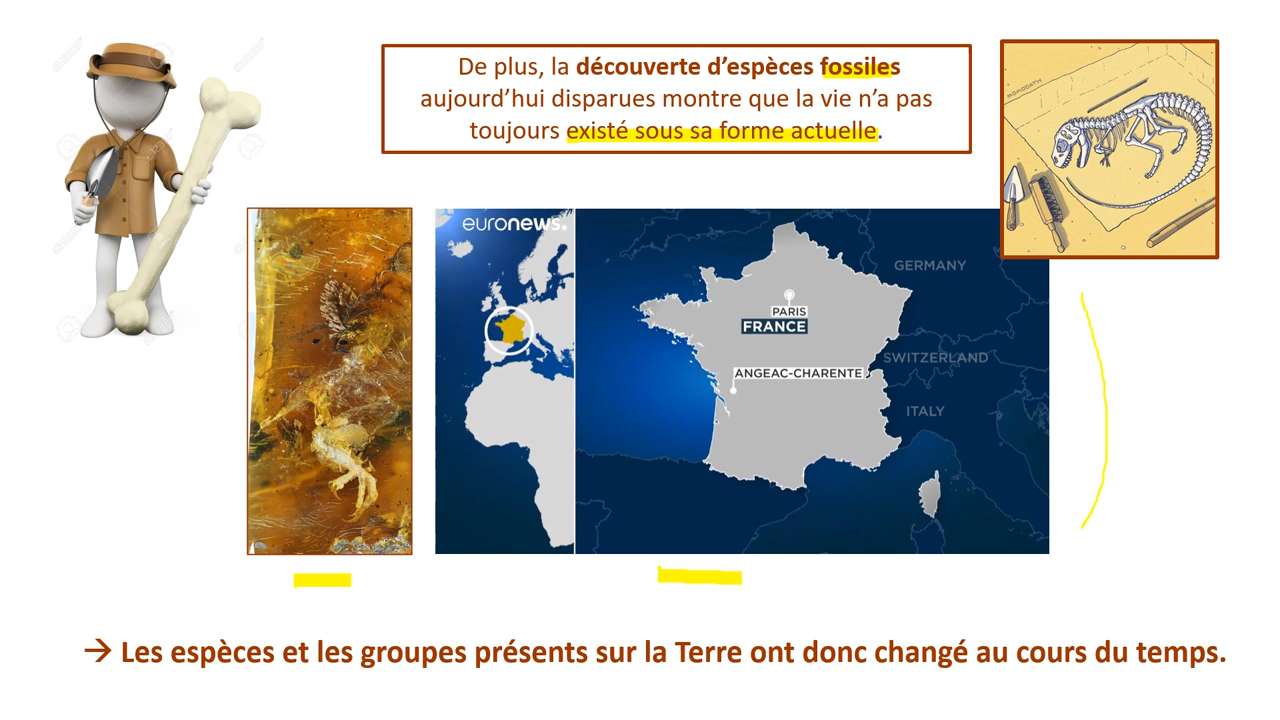 De plus, la découverte d’espèces fossiles
aujourd’hui disparues montre que la vie n’a pas
toujours existé sous sa forme actuelle.
euronews.
GERMANY
PARIS
FRANCE
SWITZERLAND
ANGEAC-CHARENTE
ITALY
→ Les espèces et les groupes présents sur la Terre ont donc changé au cours du temps.